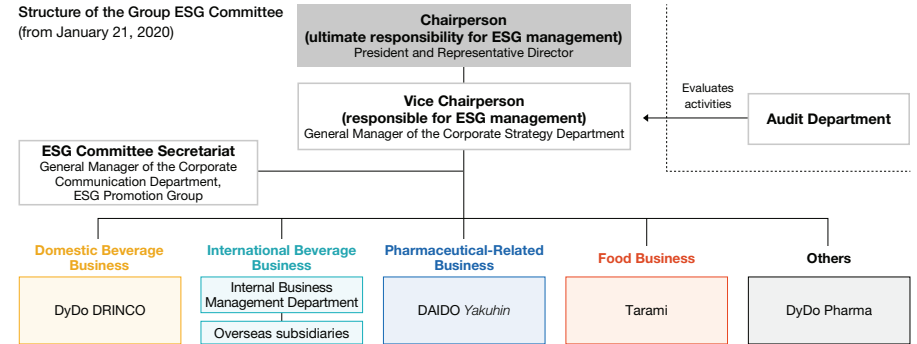 Structure of the Group ESG Committee
(from January 21, 2020)
Chairperson
(ultimate responsibility for ESG management)
President and Representative Director
Vice Chairperson
(responsible for ESG management)
General Manager of the Corporate Strategy Department
Evaluates
activities
Audit Department
ESG Committee Secretariat
General Manager of the Corporate
Communication Department,
ESG Promotion Group
Domestic Beverage
Business
DyDo DRINCO
International Beverage
Business
Internal Business
Management Department
Overseas subsidiaries
Pharmaceutical-Related
Business
DAIDO Yakuhin
Food Business
Tarami
Others
DyDo Pharma